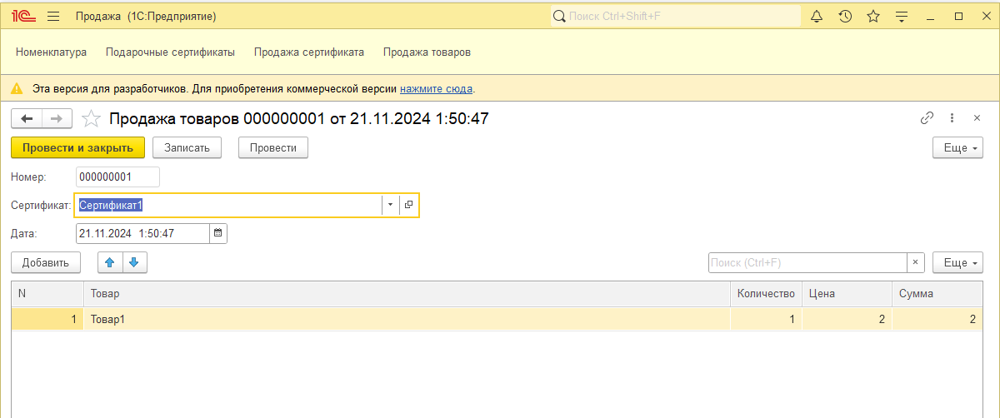 1С Продажа (1С:Предприятие) Поиск Ctrl+Shift+F
Номенклатура Подарочные сертификаты Продажа сертификата Продажа товаров
Эта версия для разработчиков. Для приобретения коммерческой версии нажмите сюда.
Продажа товаров 000000001 от 21.11.2024 1:50:47
Провести и закрыть Записать Провести Еще
Номер: 000000001
Сертификат: Сертификат1
Дата: 21.11.2024 1:50:47
Добавить Поиск (Ctrl+F) × Еще
N Товар Количество Цена Сумма
1 Товар1 1 2 2